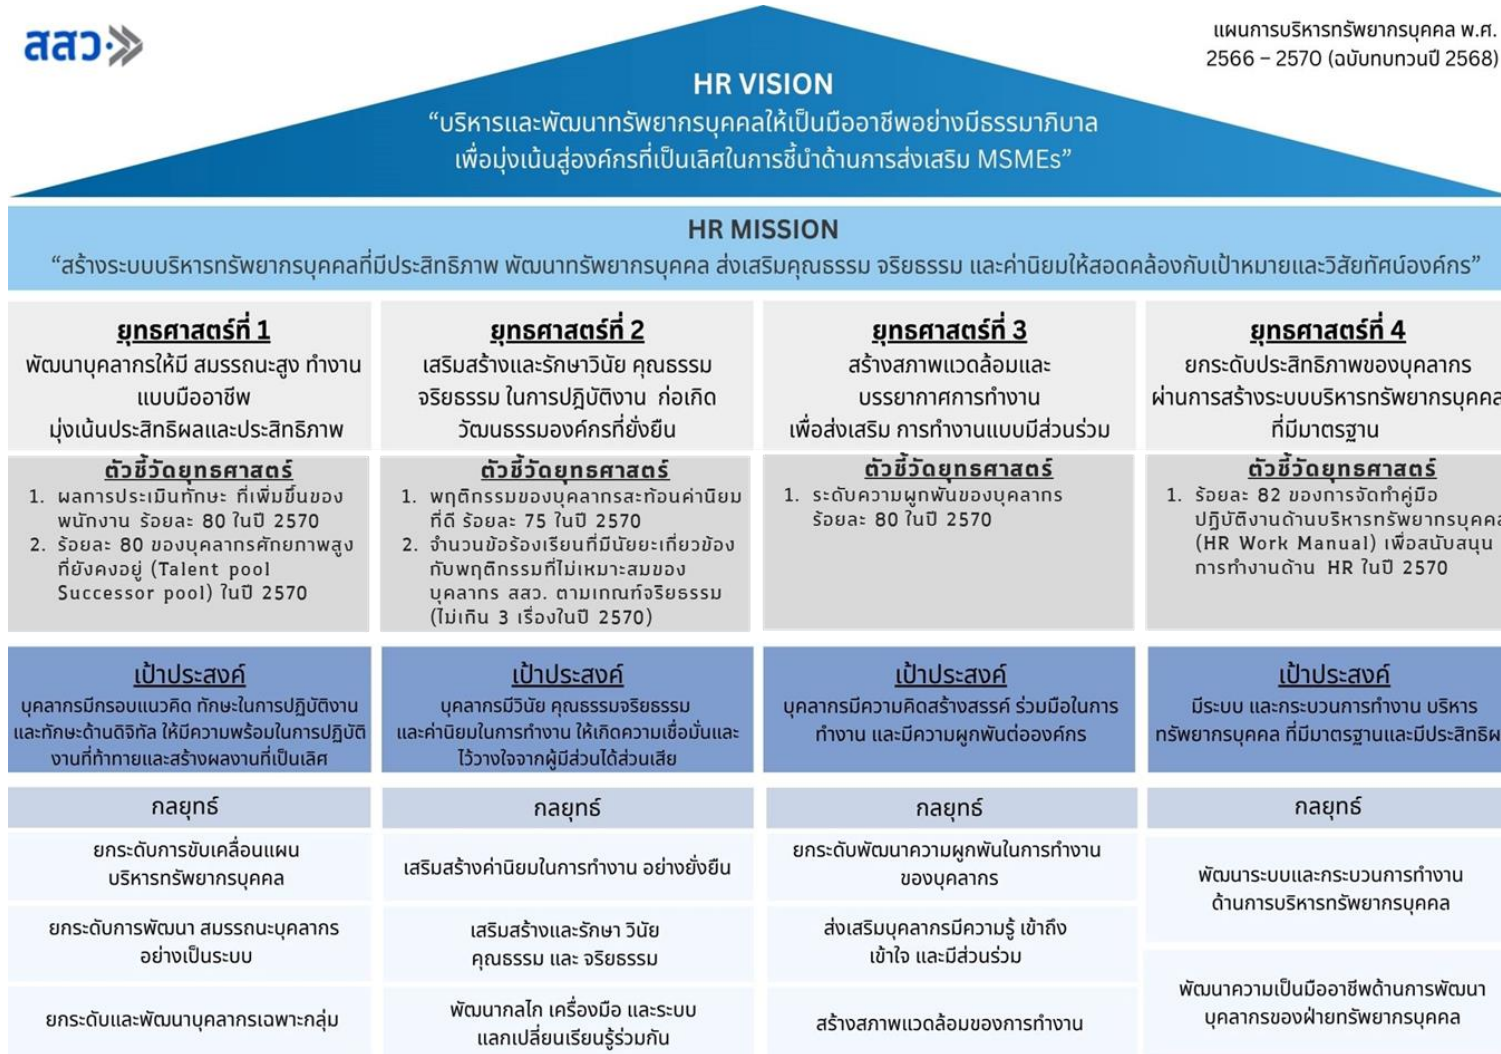 สสว.
แผนการบริหารทรัพยากรบุคคล พ.ศ.
2566 – 2570 (ฉบับทบทวนปี 2568)
HR VISION
“บริหารและพัฒนาทรัพยากรบุคคลให้เป็นมืออาชีพอย่างมีธรรมาภิบาล
เพื่อมุ่งเน้นสู่องค์กรที่เป็นเลิศในการชี้นำด้านการส่งเสริม MSMEs”
HR MISSION
“สร้างระบบบริหารทรัพยากรบุคคลที่มีประสิทธิภาพ พัฒนาทรัพยากรบุคคล ส่งเสริมคุณธรรม จริยธรรม และค่านิยมให้สอดคล้องกับเป้าหมายและวิสัยทัศน์องค์กร”
ยุทธศาสตร์ที่ 1
พัฒนาบุคลากรให้มี สมรรถนะสูง ทำงาน
แบบมืออาชีพ
มุ่งเน้นประสิทธิผลและประสิทธิภาพ
ตัวชี้วัดยุทธศาสตร์
1. ผลการประเมินทักษะ ที่เพิ่มขึ้นของ
พนักงาน ร้อยละ 80 ในปี 2570
2. ร้อยละ 80 ของบุคลากรศักยภาพสูง
ที่ยังคงอยู่ (Talent pool
Successor pool) ในปี 2570
เป้าประสงค์
บุคลากรมีกรอบแนวคิด ทักษะในการปฏิบัติงาน
และทักษะด้านดิจิทัล ให้มีความพร้อมในการปฏิบัติ
งานที่ท้าทายและสร้างผลงานที่เป็นเลิศ
กลยุทธ์
ยกระดับการขับเคลื่อนแผน
บริหารทรัพยากรบุคคล
ยกระดับการพัฒนา สมรรถนะบุคลากร
อย่างเป็นระบบ
ยกระดับและพัฒนาบุคลากรเฉพาะกลุ่ม
ยุทธศาสตร์ที่ 2
เสริมสร้างและรักษาวินัย คุณธรรม
จริยธรรม ในการปฏิบัติงาน ก่อเกิด
วัฒนธรรมองค์กรที่ยั่งยืน
ตัวชี้วัดยุทธศาสตร์
1. พฤติกรรมของบุคลากรสะท้อนค่านิยม
ที่ดี ร้อยละ 75 ในปี 2570
2. จำนวนข้อร้องเรียนที่มีนัยยะเกี่ยวข้อง
กับพฤติกรรมที่ไม่เหมาะสมของ
บุคลากร สสว. ตามเกณฑ์จริยธรรม
(ไม่เกิน 3 เรื่องในปี 2570)
เป้าประสงค์
บุคลากรมีวินัย คุณธรรมจริยธรรม
และค่านิยมในการทำงาน ให้เกิดความเชื่อมั่นและ
ไว้วางใจจากผู้มีส่วนได้ส่วนเสีย
กลยุทธ์
เสริมสร้างค่านิยมในการทำงาน อย่างยั่งยืน
เสริมสร้างและรักษา วินัย
คุณธรรม และ จริยธรรม
พัฒนากลไก เครื่องมือ และระบบ
แลกเปลี่ยนเรียนรู้ร่วมกัน
ยุทธศาสตร์ที่ 3
สร้างสภาพแวดล้อมและ
บรรยากาศการทำงาน
เพื่อส่งเสริม การทำงานแบบมีส่วนร่วม
ตัวชี้วัดยุทธศาสตร์
1. ระดับความผูกพันของบุคลากร
ร้อยละ 80 ในปี 2570
เป้าประสงค์
บุคลากรมีความคิดสร้างสรรค์ ร่วมมือในการ
ทำงาน และมีความผูกพันต่อองค์กร
กลยุทธ์
ยกระดับพัฒนาความผูกพันในการทำงาน
ของบุคลากร
ส่งเสริมบุคลากรมีความรู้ เข้าถึง
เข้าใจ และมีส่วนร่วม
สร้างสภาพแวดล้อมของการทำงาน
ยุทธศาสตร์ที่ 4
ยกระดับประสิทธิภาพของบุคลากร
ผ่านการสร้างระบบบริหารทรัพยากรบุคคล
ที่มีมาตรฐาน
ตัวชี้วัดยุทธศาสตร์
1. ร้อยละ 82 ของการจัดทำคู่มือ
ปฏิบัติงานด้านบริหารทรัพยากรบุคคล
(HR Work Manual) เพื่อสนับสนุน
การทำงานด้าน HR ในปี 2570
เป้าประสงค์
มีระบบ และกระบวนการทำงาน บริหาร
ทรัพยากรบุคคล ที่มีมาตรฐานและมีประสิทธิผล
กลยุทธ์
พัฒนาระบบและกระบวนการทำงาน
ด้านการบริหารทรัพยากรบุคคล
พัฒนาความเป็นมืออาชีพด้านการพัฒนา
บุคลากรของฝ่ายทรัพยากรบุคคล